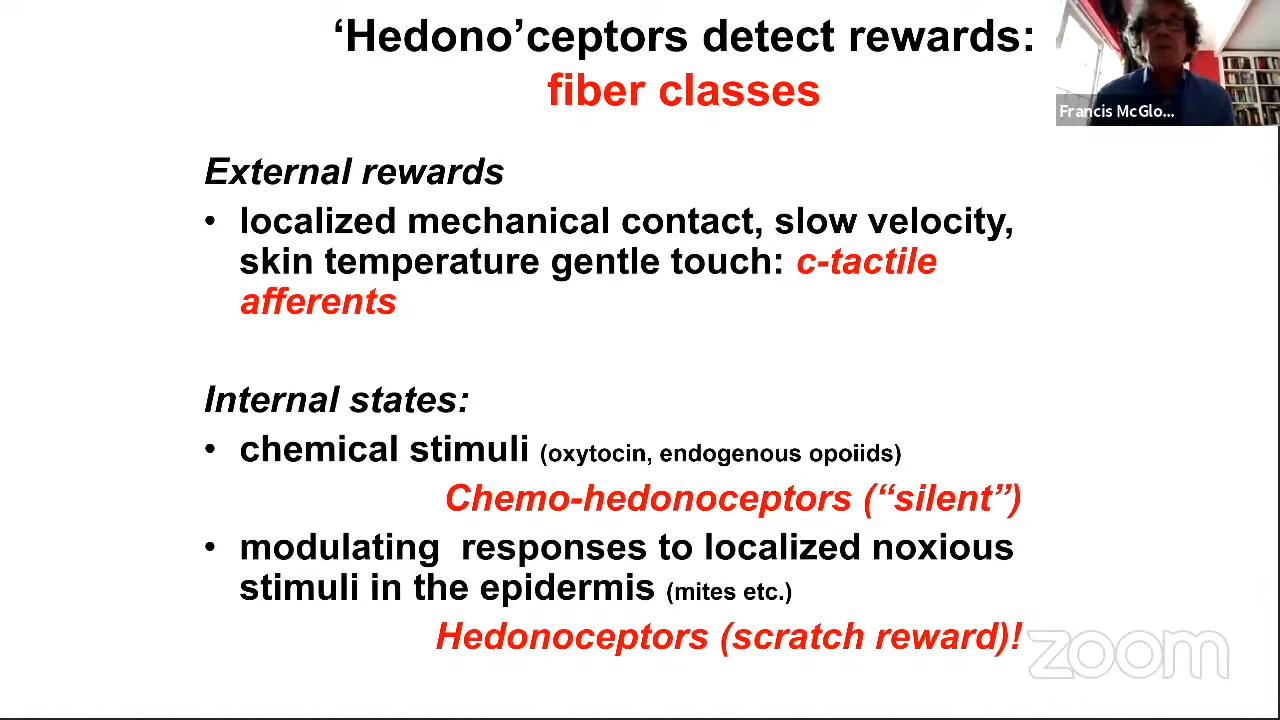 ‘Hedono’ceptors detect rewards:
fiber classes
Francis McGlo...
External rewards
• localized mechanical contact, slow velocity,
skin temperature gentle touch: c-tactile
afferents
Internal states:
• chemical stimuli (oxytocin, endogenous opoiids)
Chemo-hedonoceptors (“silent”)
• modulating responses to localized noxious
stimuli in the epidermis (mites etc.)
Hedonoceptors (scratch reward)!
zoom